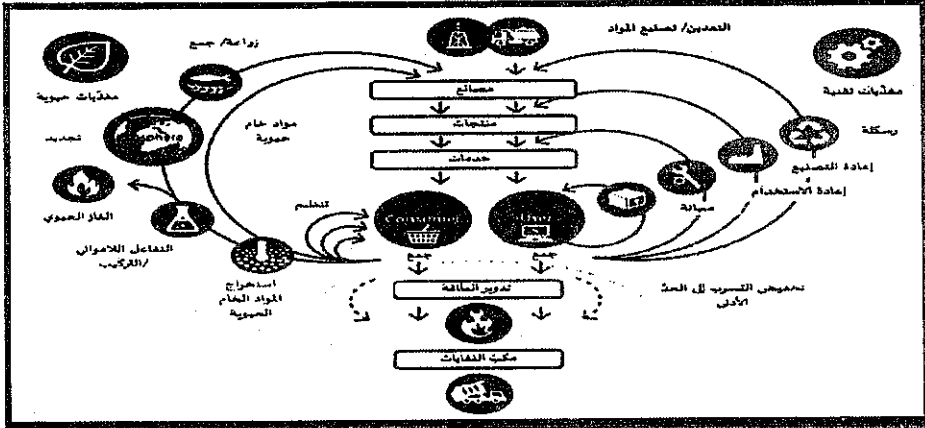 التعدين/ تصنيع المواد
زراعة/ جمع
مغذيات حيوية
مغذيات تقنية
مصانع
منتجات
خدمات
مواد خام
حيوية
تجديد
Biosphere
رسكلة
إعادة التصنيع
إعادة الاستخدام
صيانة
الغاز الحيوي
Consumer
User
التفاعل اللاهوائي
/التركيب
استخراج
المواد الخام
الحيوية
جمع
جمع
تدوير الطاقة
تخفيض التسرب إلى الحد
الأدنى
مكب النفايات